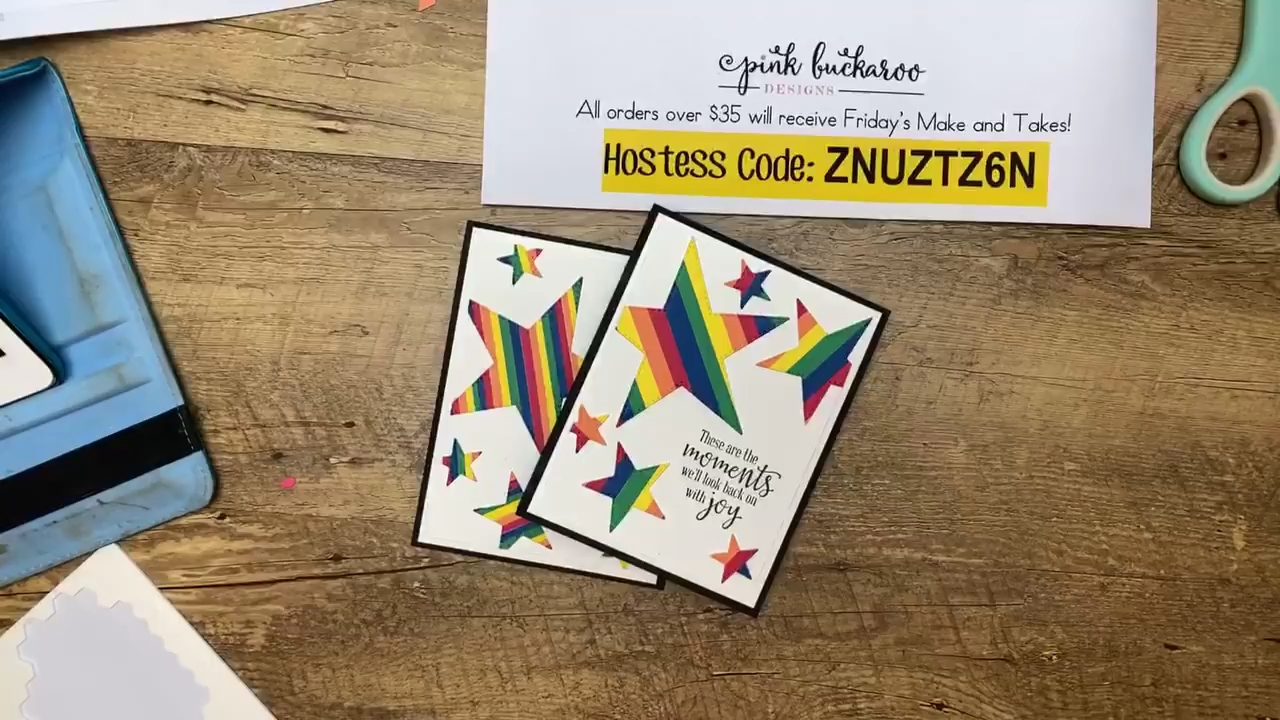 pink buckaroo
DESIGNS
All orders over $35 will receive Friday's Make and Takes!
Hostess Code: ZNUZTZ6N
These are the
moments
we'll look back on
with joy